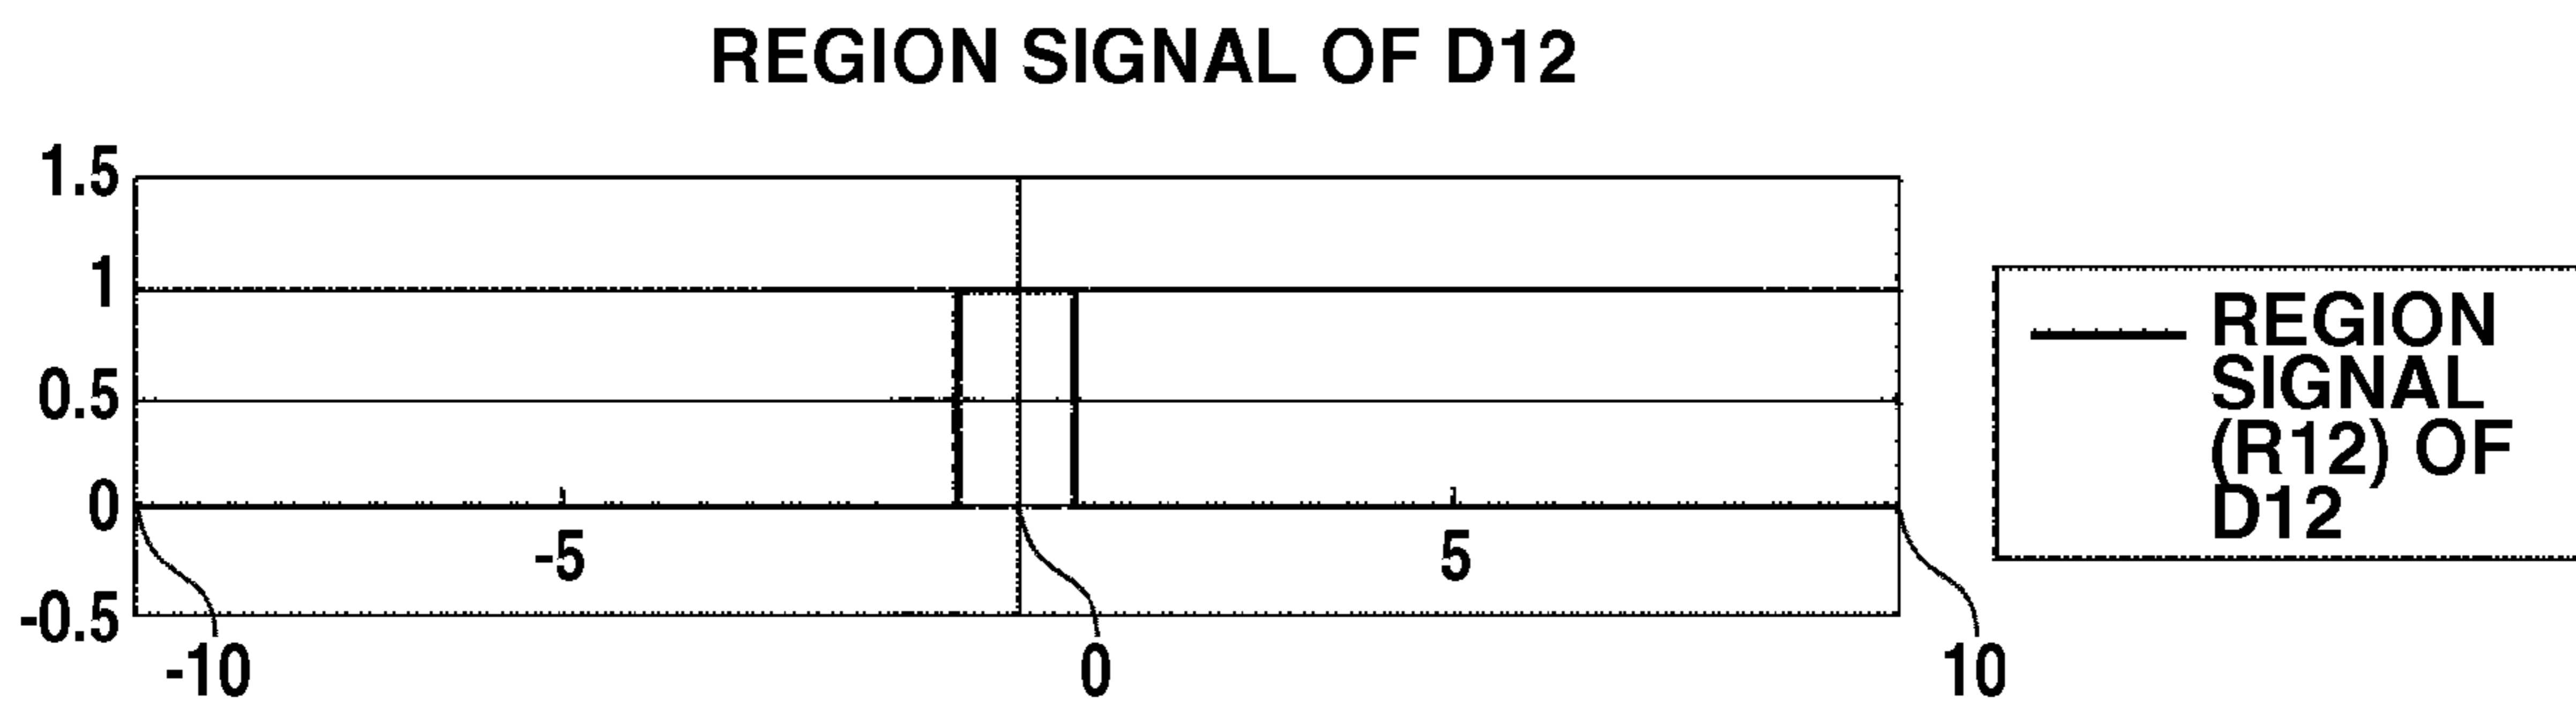 REGION SIGNAL OF D12
1.5
1
0.5
0
-0.5
-5
5
-10
0
10
REGION
SIGNAL
(R12) OF
D12